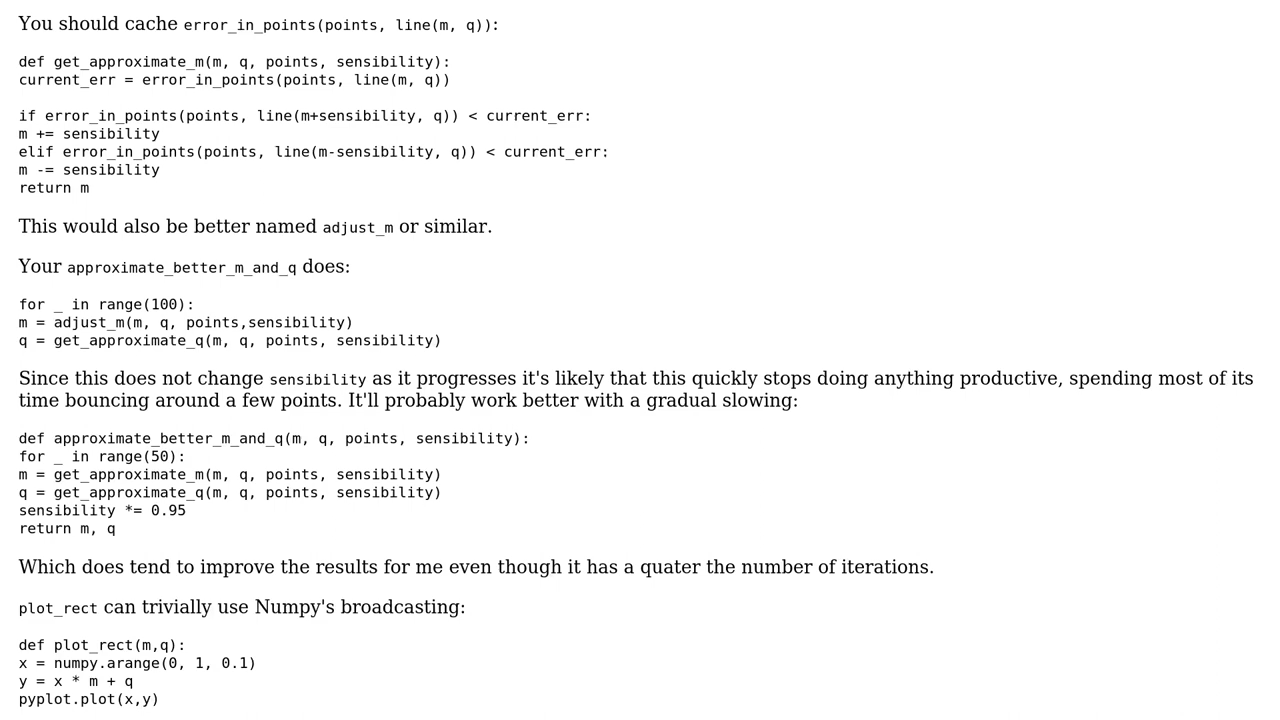 You should cache error_in_points(points, line(m, q)):
def get_approximate_m(m, q, points, sensibility):
current_err = error_in_points(points, line(m, q))
if error_in_points(points, line(m+sensibility, q)) < current_err:
m += sensibility
elif error_in_points(points, line(m-sensibility, q)) < current_err:
m -= sensibility
return m
This would also be better named adjust_m or similar.
Your approximate_better_m_and_q does:
for _ in range(100):
m = adjust_m(m, q, points,sensibility)
q = get_approximate_q(m, q, points, sensibility)
Since this does not change sensibility as it progresses it's likely that this quickly stops doing anything productive, spending most of its
time bouncing around a few points. It'll probably work better with a gradual slowing:
def approximate_better_m_and_q(m, q, points, sensibility):
for _ in range(50):
m = get_approximate_m(m, q, points, sensibility)
q = get_approximate_q(m, q, points, sensibility)
sensibility *= 0.95
return m, q
Which does tend to improve the results for me even though it has a quater the number of iterations.
plot_rect can trivially use Numpy's broadcasting:
def plot_rect(m,q):
x = numpy.arange(0, 1, 0.1)
y = x * m + q
pyplot.plot(x,y)